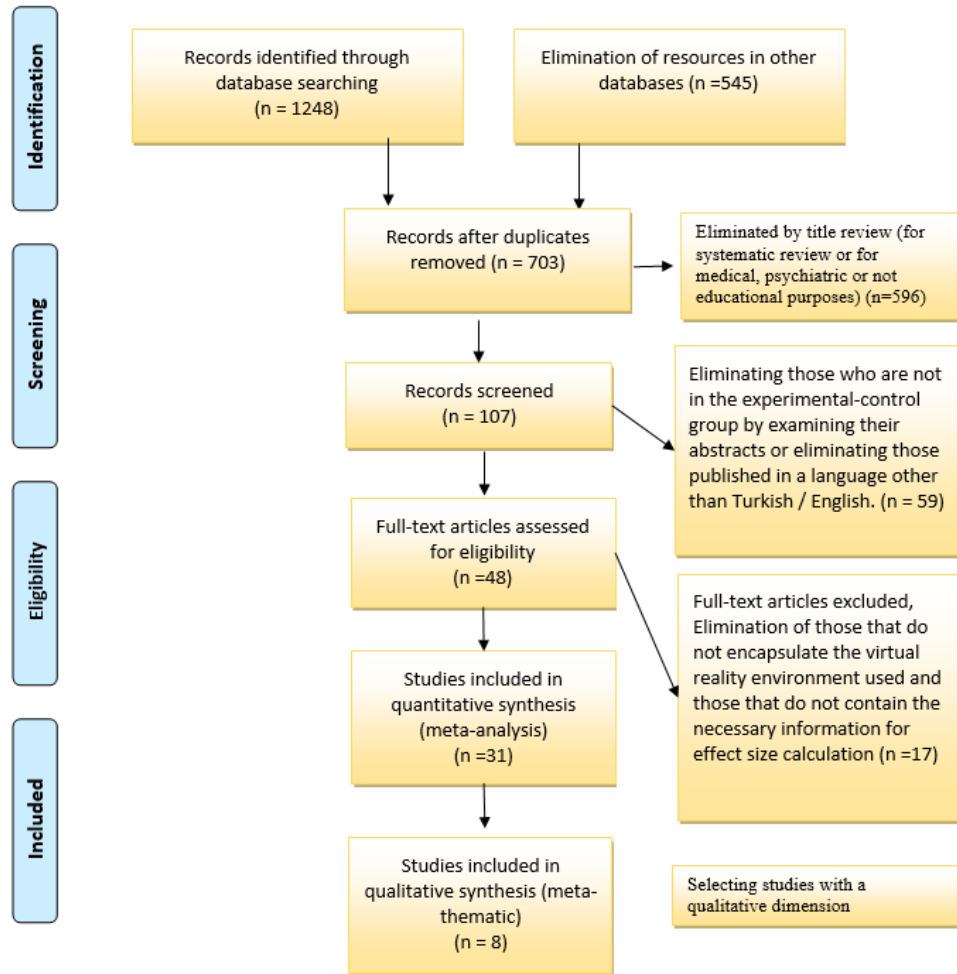 Identification
Records identified through
database searching
(n = 1248)
Elimination of resources in other
databases (n =545)
Screening
Records after duplicates
removed (n = 703)
Eliminated by title review (for
systematic review or for
medical, psychiatric or not
educational purposes) (n=596)
Records screened
(n = 107)
Eliminating those who are not
in the experimental-control
group by examining their
abstracts or eliminating those
published in a language other
than Turkish / English. (n = 59)
Eligibility
Full-text articles assessed
for eligibility
(n =48)
Full-text articles excluded,
Elimination of those that do
not encapsulate the virtual
reality environment used and
those that do not contain the
necessary information for
effect size calculation (n =17)
Studies included in
quantitative synthesis
(meta-analysis)
(n =31)
Included
Studies included in
qualitative synthesis (meta-
thematic)
(n = 8)
Selecting studies with a
qualitative dimension